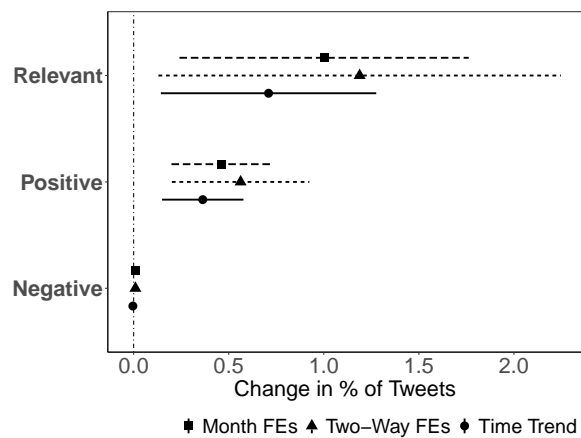 Relevant
Positive
Negative
0.0 0.5 1.0 1.5 2.0
Change in % of Tweets
Month FEs Two−Way FEs Time Trend